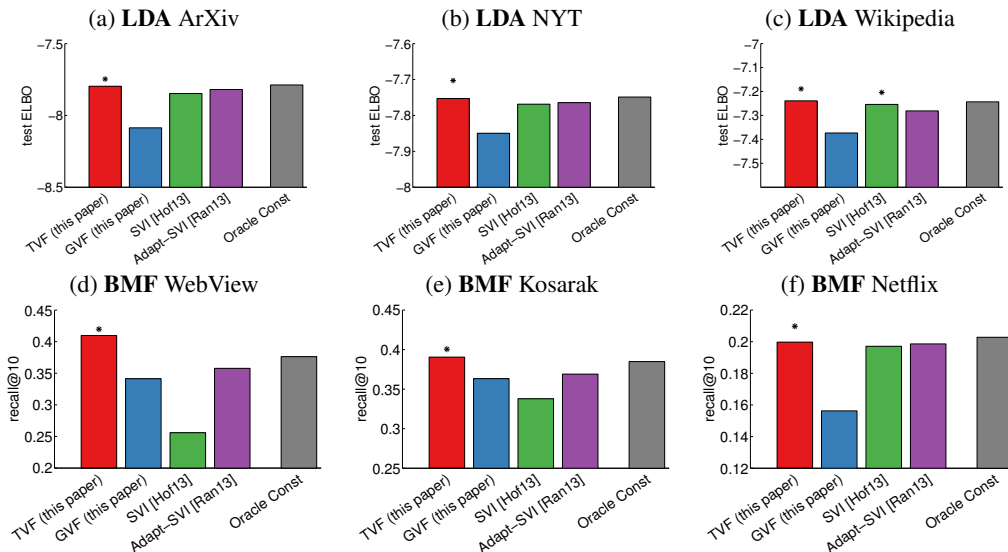 (a) LDA ArXiv
−7.5
−8
−8.5
test ELBO
*
TVF (this paper)
GVF (this paper)
SVI [Hof13]
Adapt−SVI [Ran13]
Oracle Const
(b) LDA NYT
−7.6
−7.7
−7.8
−7.9
−8
test ELBO
*
TVF (this paper)
GVF (this paper)
SVI [Hof13]
Adapt−SVI [Ran13]
Oracle Const
(c) LDA Wikipedia
−7
−7.1
−7.2
−7.3
−7.4
−7.5
test ELBO
*
*
TVF (this paper)
GVF (this paper)
SVI [Hof13]
Adapt−SVI [Ran13]
Oracle Const
(d) BMF WebView
0.45
0.4
0.35
0.3
0.25
0.2
recall@10
*
TVF (this paper)
GVF (this paper)
SVI [Hof13]
Adapt−SVI [Ran13]
Oracle Const
(e) BMF Kosarak
0.45
0.4
0.35
0.3
0.25
recall@10
*
TVF (this paper)
GVF (this paper)
SVI [Hof13]
Adapt−SVI [Ran13]
Oracle Const
(f) BMF Netflix
0.22
0.2
0.18
0.16
0.14
0.12
recall@10
*
TVF (this paper)
GVF (this paper)
SVI [Hof13]
Adapt−SVI [Ran13]
Oracle Const